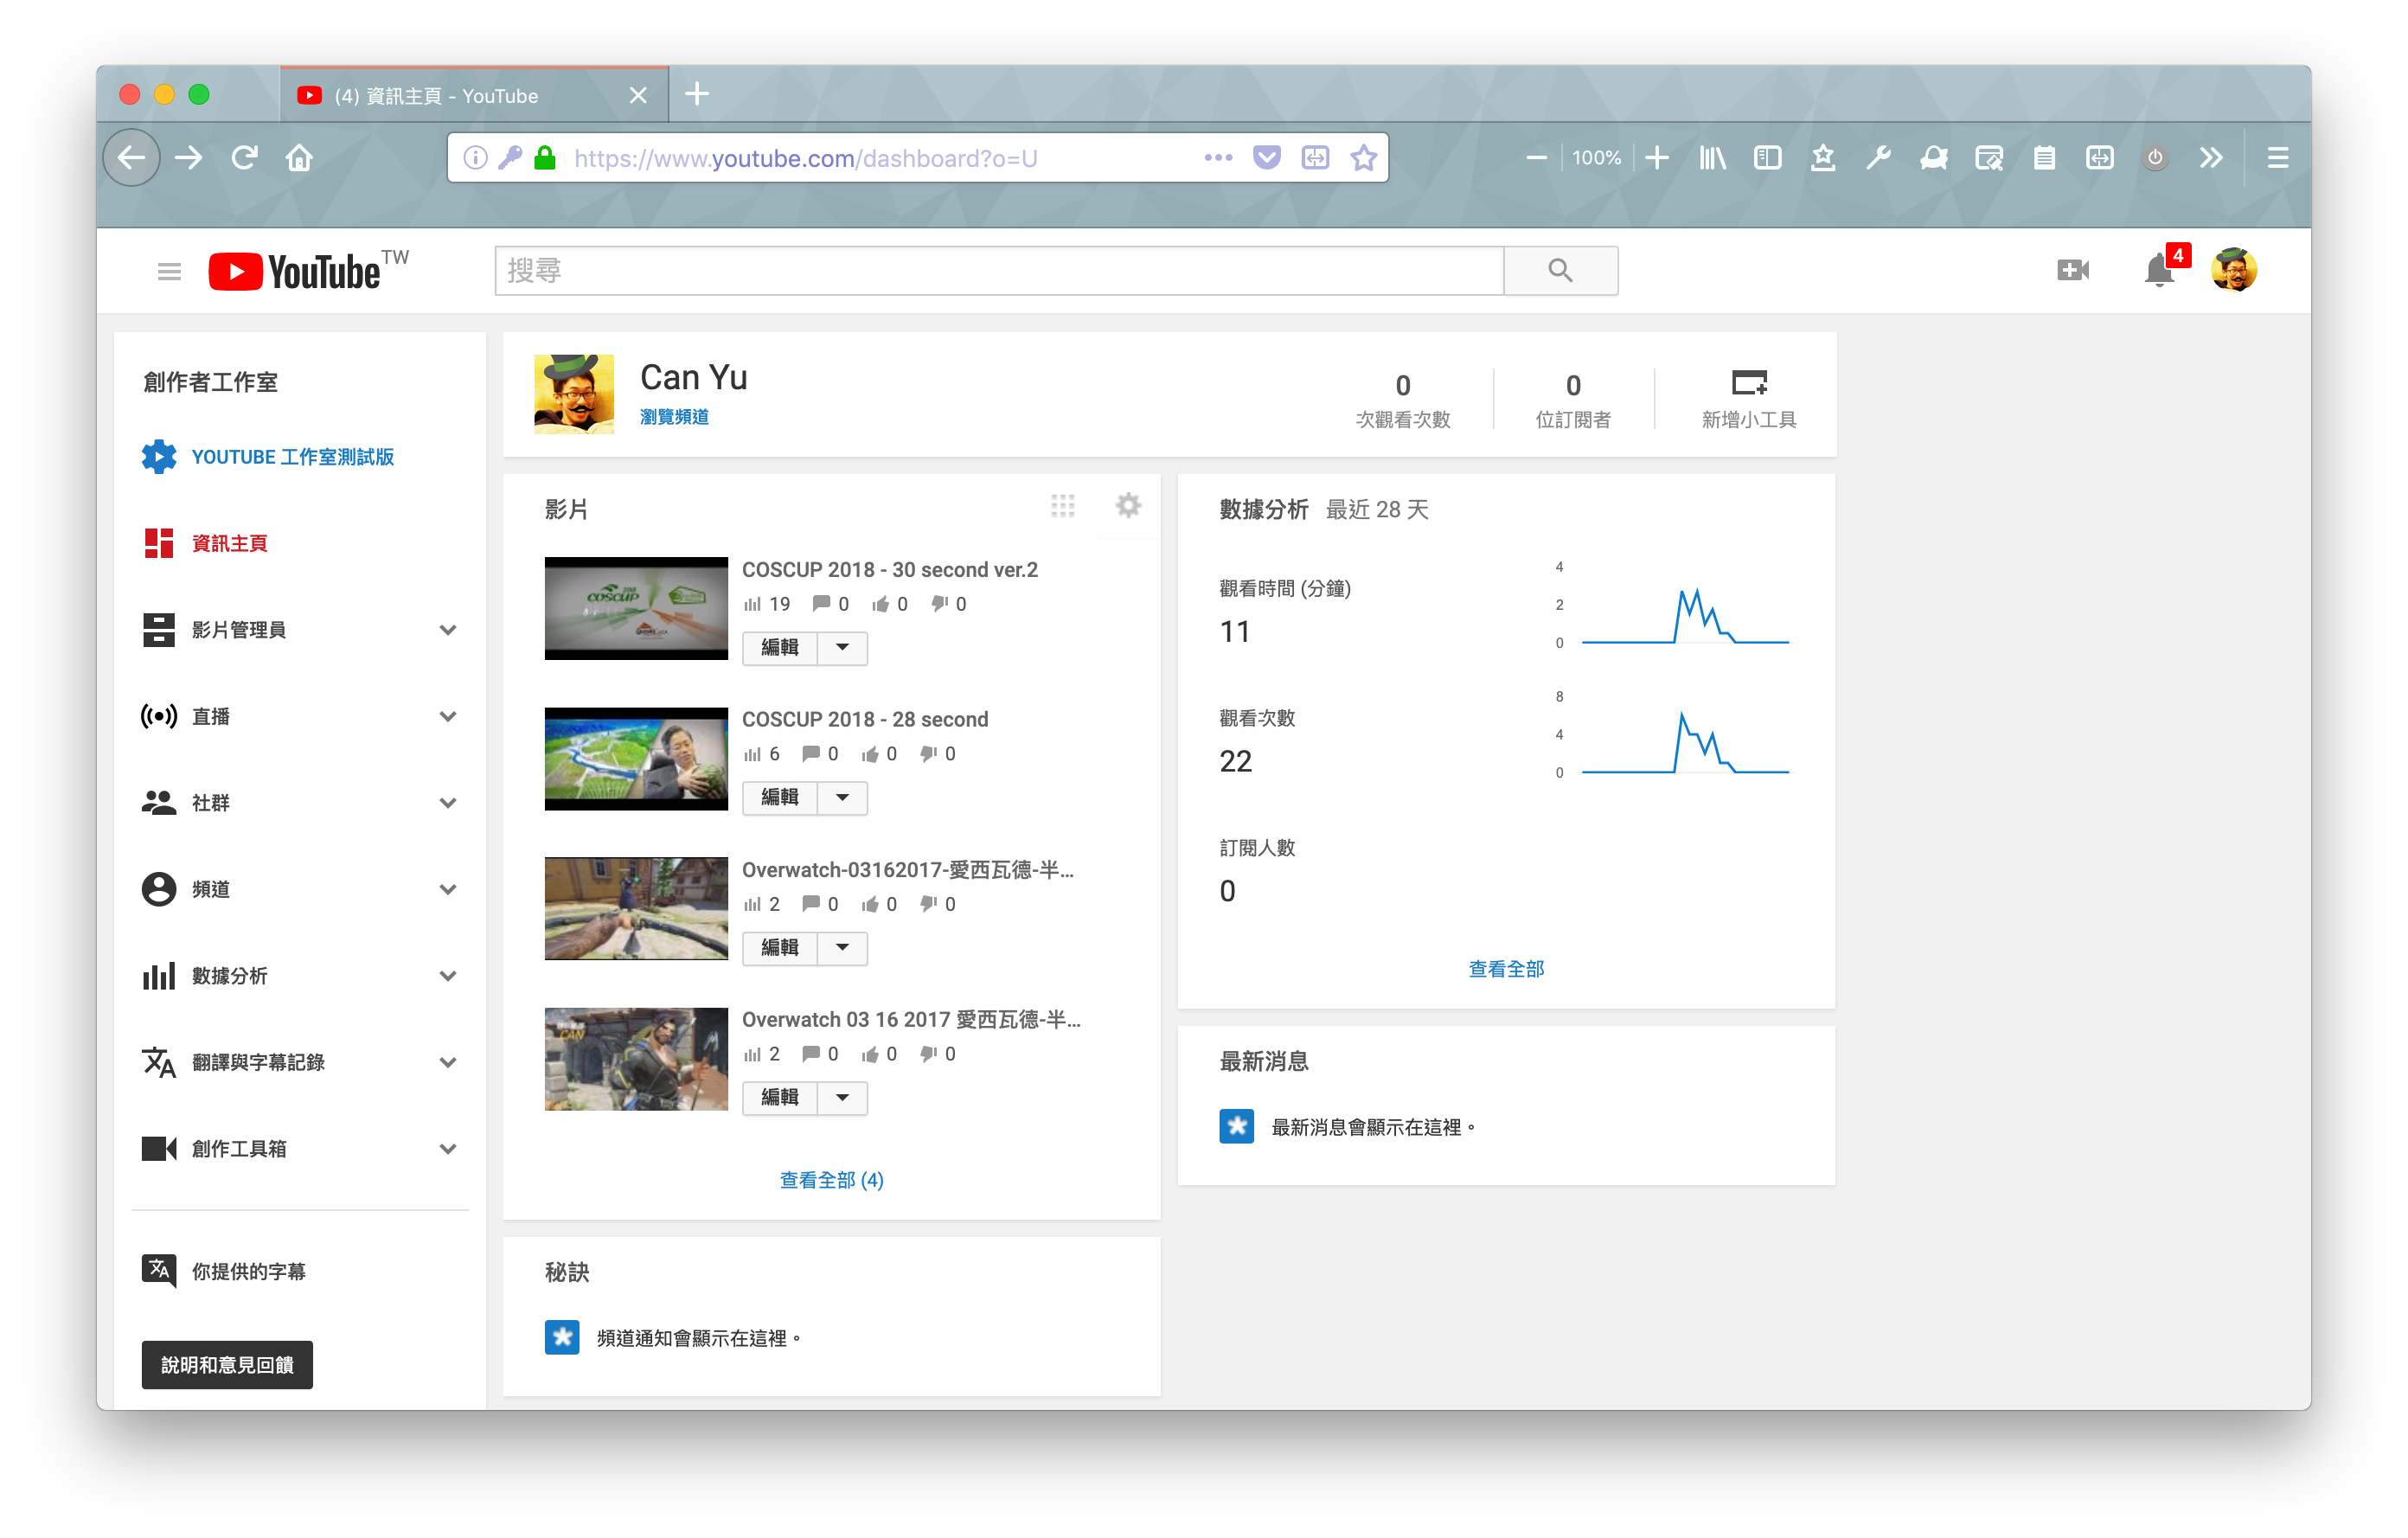 (4) 資訊主頁 - YouTube
https://www.youtube.com/dashboard?o=U
100%
YouTube TW
搜尋
4
創作者工作室
YOUTUBE 工作室測試版
資訊主頁
影片管理員
直播
社群
頻道
數據分析
翻譯與字幕記錄
創作工具箱
你提供的字幕
說明和意見回饋
Can Yu
瀏覽頻道
0
次觀看次數
0
位訂閱者
新增小工具
影片
COSCUP 2018 - 30 second ver.2
19 0 0 0
編輯
COSCUP 2018 - 28 second
6 0 0 0
編輯
Overwatch-03162017-愛西瓦德-半...
2 0 0 0
編輯
Overwatch 03 16 2017 愛西瓦德-半...
2 0 0 0
編輯
查看全部 (4)
秘訣
頻道通知會顯示在這裡。
數據分析 最近 28 天
觀看時間 (分鐘)
11
4
2
0
觀看次數
22
8
4
0
訂閱人數
0
查看全部
最新消息
最新消息會顯示在這裡。